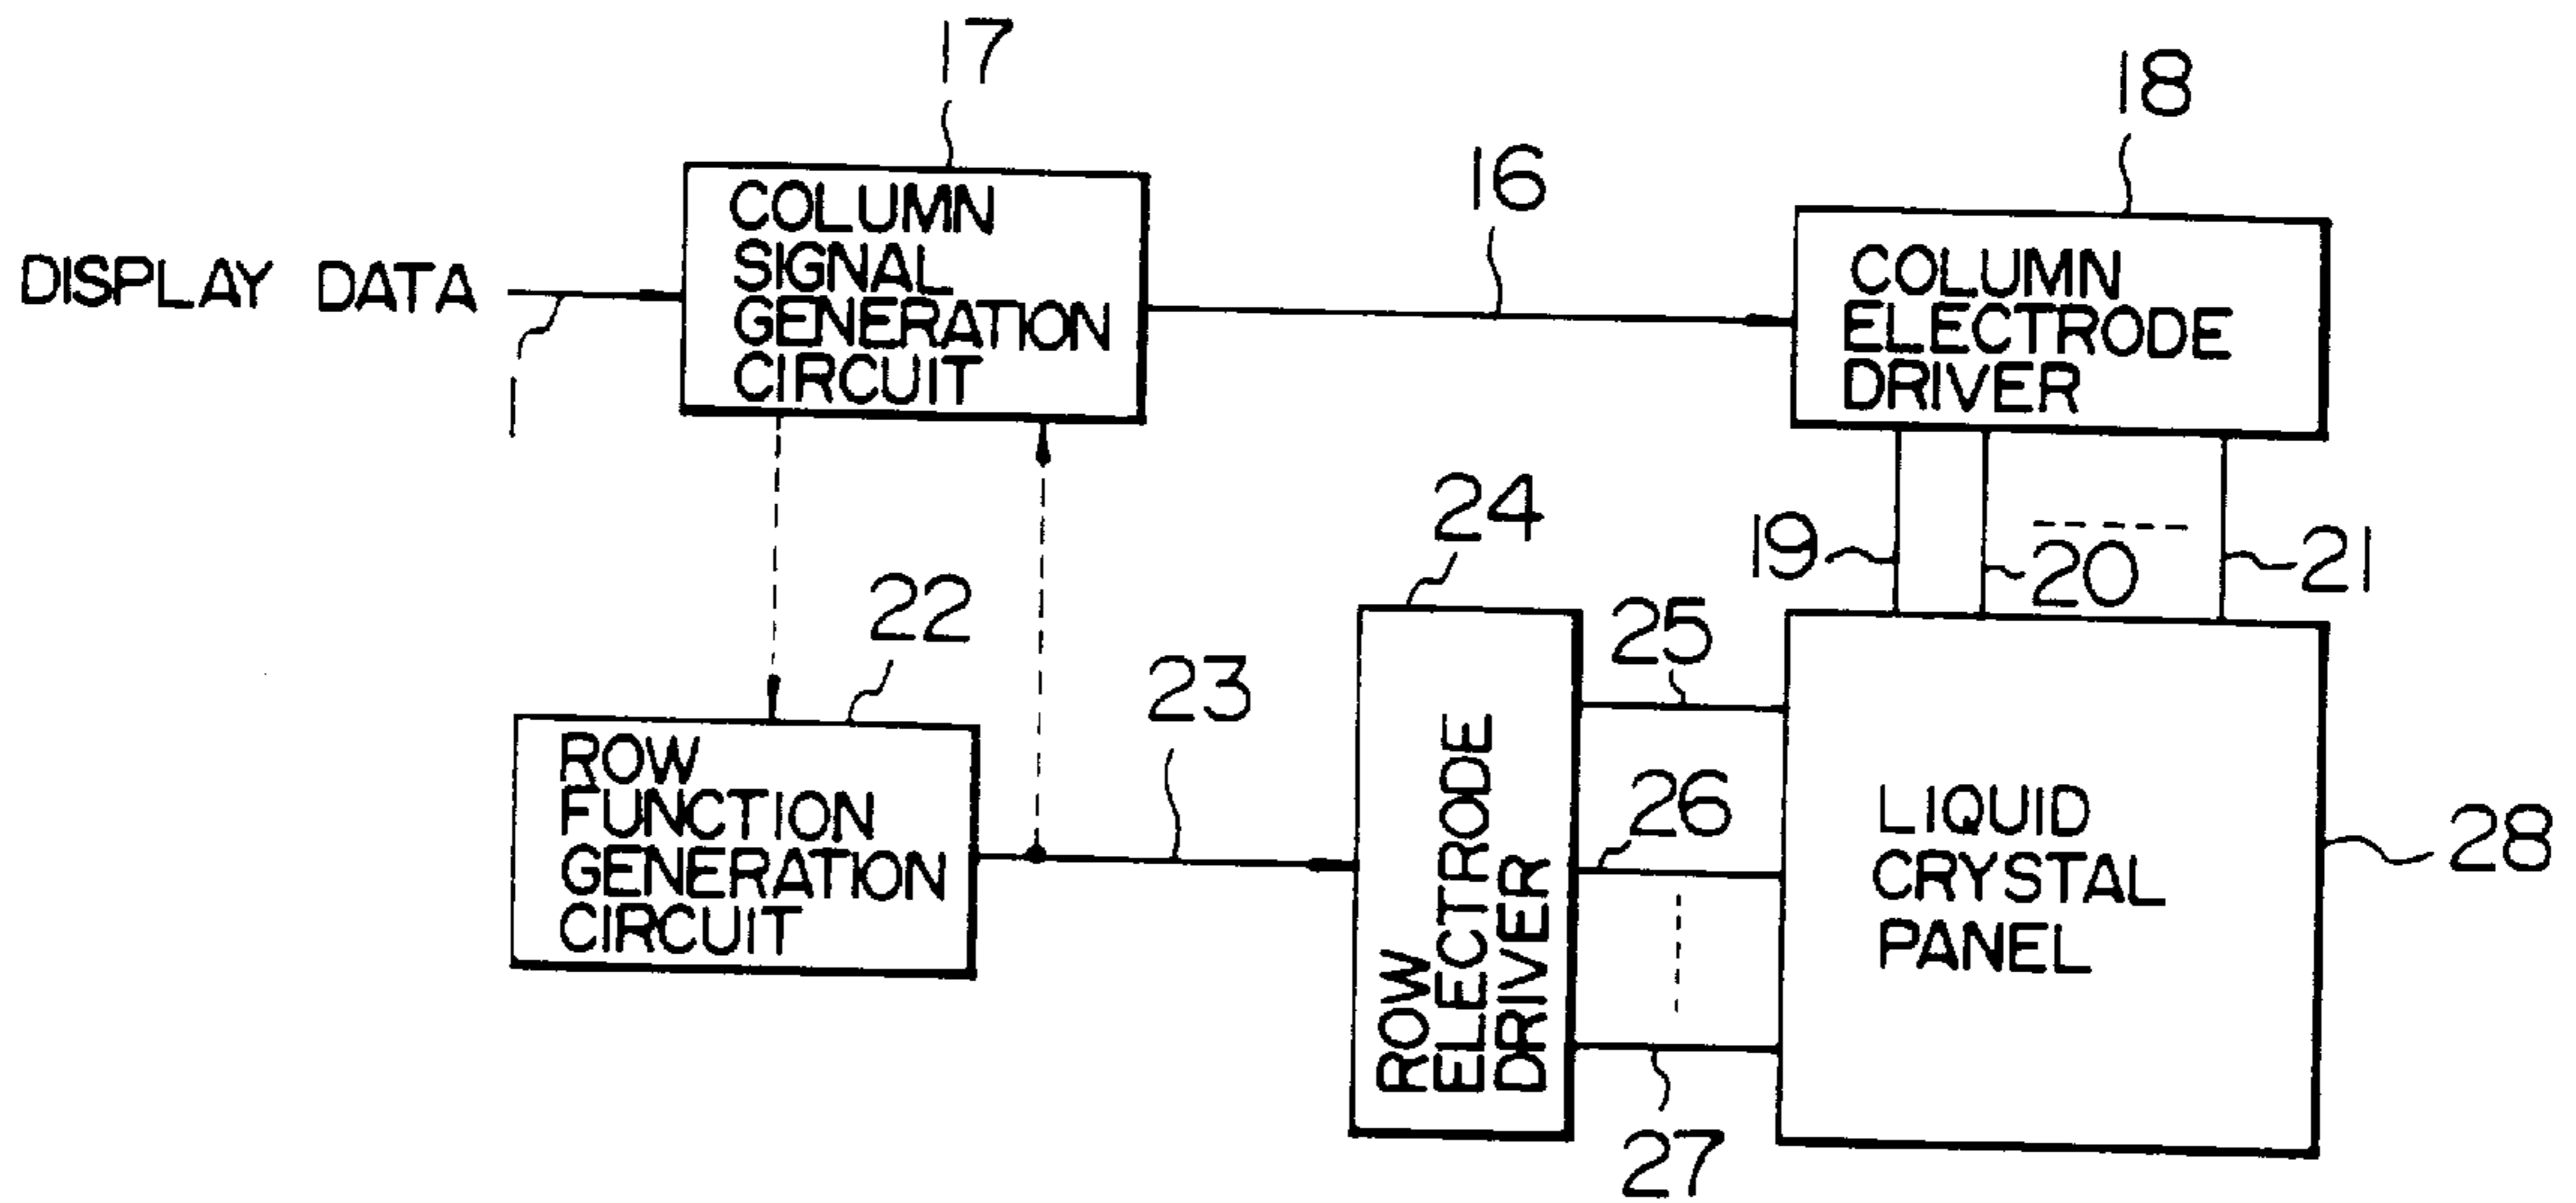 17
18
16
COLUMN
SIGNAL
GENERATION
CIRCUIT
DISPLAY DATA
1
COLUMN
ELECTRODE
DRIVER
19
20
21
24
22
23
25
26
27
ROW
FUNCTION
GENERATION
CIRCUIT
ROW
ELECTRODE
DRIVER
LIQUID
CRYSTAL
PANEL
28